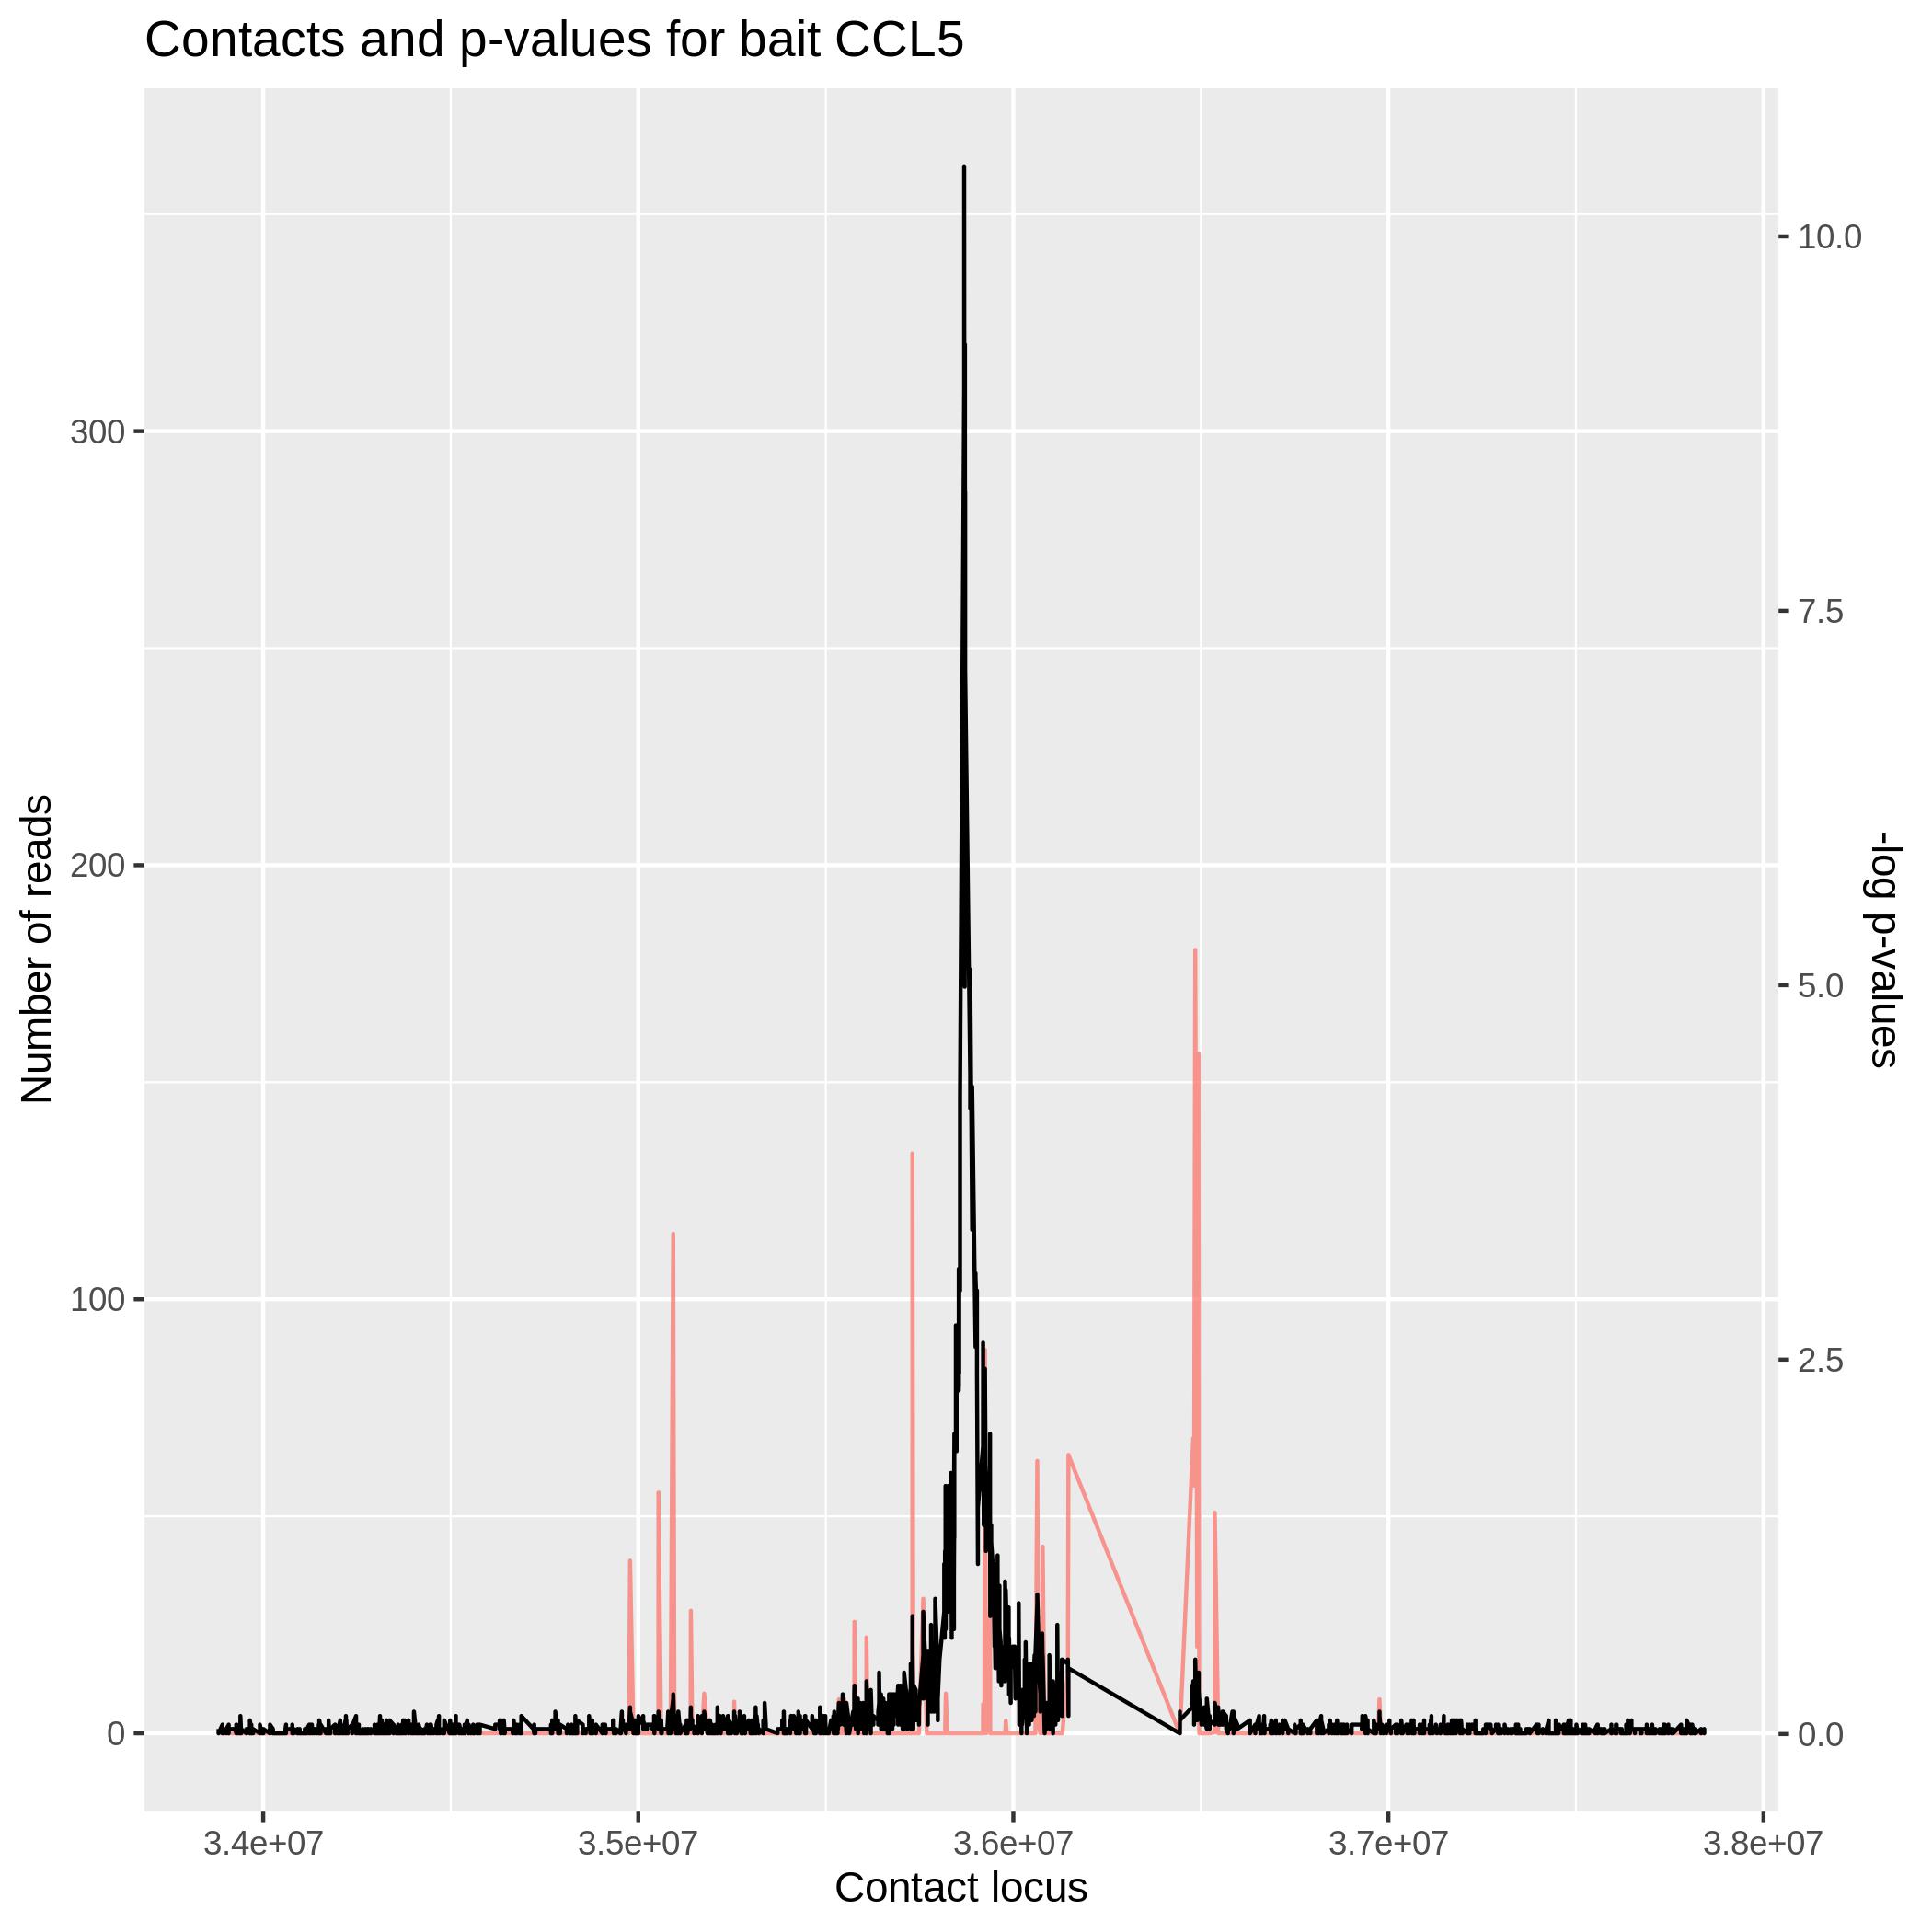 Contacts and p-values for bait CCL5
Number of reads
300
200
100
0
10.0
7.5
5.0
2.5
0.0
-log p-values
3.4e+07 3.5e+07 3.6e+07 3.7e+07 3.8e+07
Contact locus